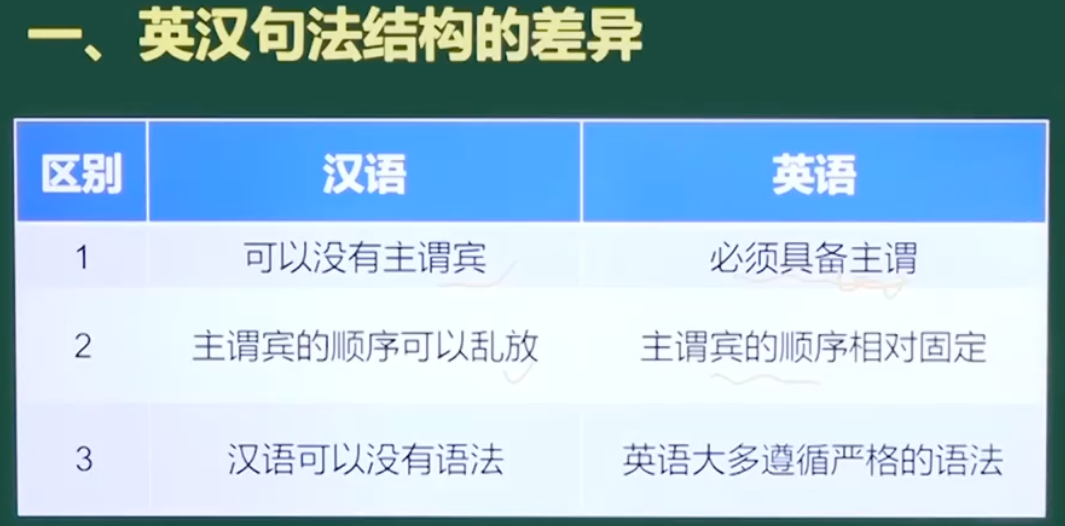 一、英汉句法结构的差异
区别 汉语 英语
1 可以没有主谓宾 必须具备主谓
2 主谓宾的顺序可以乱放 主谓宾的顺序相对固定
3 汉语可以没有语法 英语大多遵循严格的语法